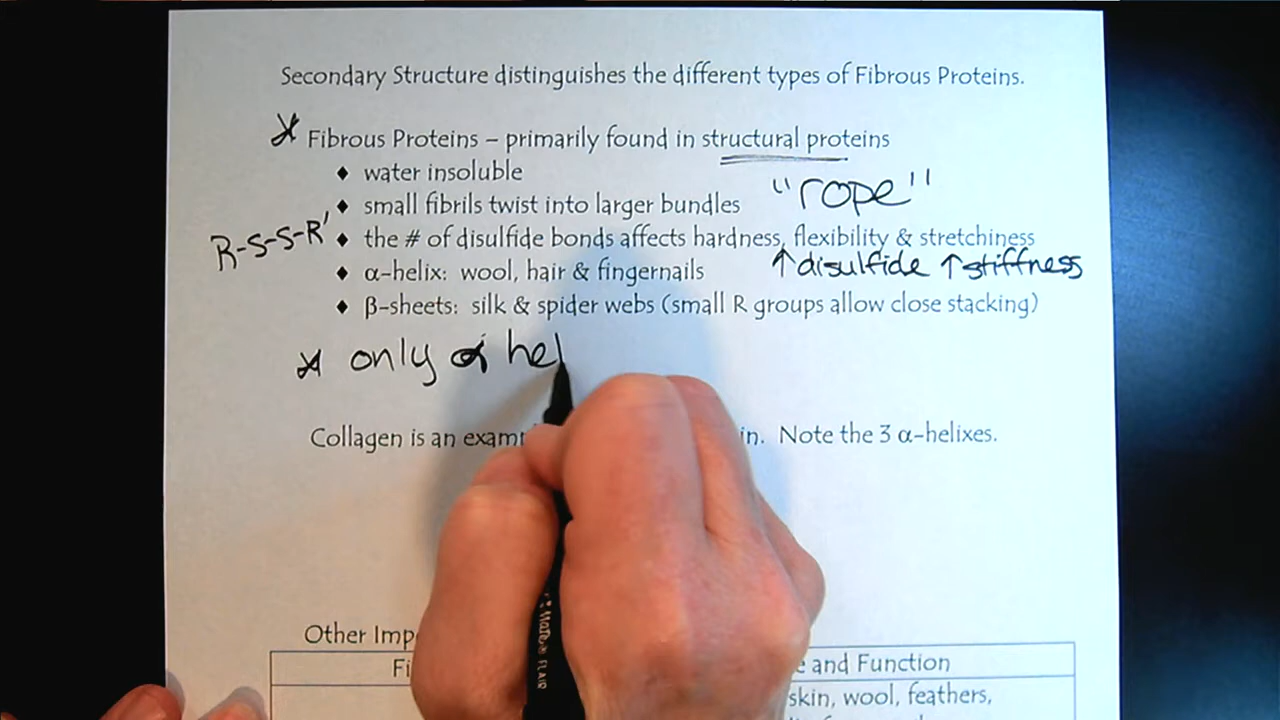 Secondary Structure distinguishes the different types of Fibrous Proteins.
Fibrous Proteins – primarily found in structural proteins
♦ water insoluble
"rope"
♦ small fibrils twist into larger bundles
R-S-S-R'
♦ the # of disulfide bonds affects hardness, flexibility & stretchiness
↑disulfide ↑stiffness
♦ α-helix: wool, hair & fingernails
♦ β-sheets: silk & spider webs (small R groups allow close stacking)
only α hel
Collagen is an in. Note the 3 α-helixes.
Other
and Function
skin, wool, feathers,
Mate FLAIR